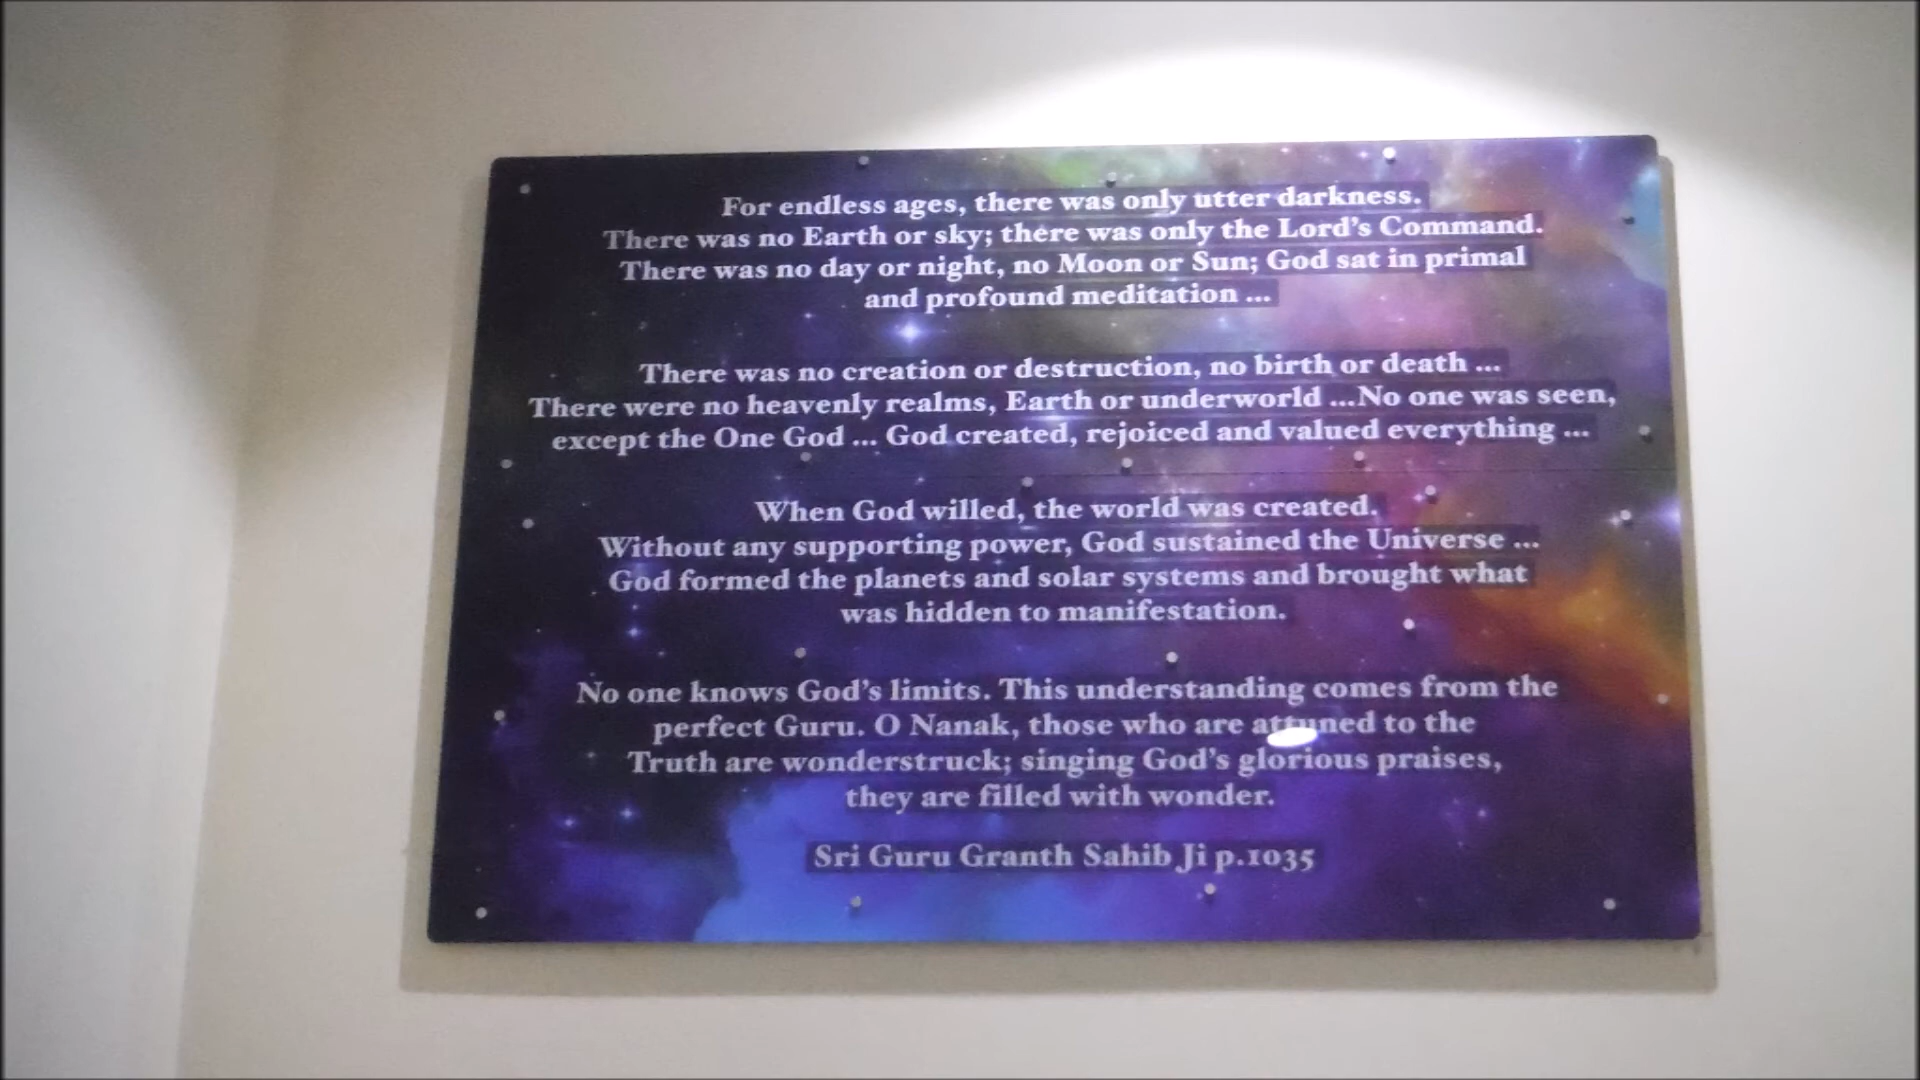 For endless ages, there was only utter darkness.
There was no Earth or sky; there was only the Lord's Command.
There was no day or night, no Moon or Sun; God sat in primal
and profound meditation ...
There was no creation or destruction, no birth or death ...
There were no heavenly realms, Earth or underworld ...No one was seen,
except the One God ... God created, rejoiced and valued everything ...
When God willed, the world was created.
Without any supporting power, God sustained the Universe ...
God formed the planets and solar systems and brought what
was hidden to manifestation.
No one knows God's limits. This understanding comes from the
perfect Guru. O Nanak, those who are attuned to the
Truth are wonderstruck; singing God's glorious praises,
they are filled with wonder.
Sri Guru Granth Sahib Ji p.1035